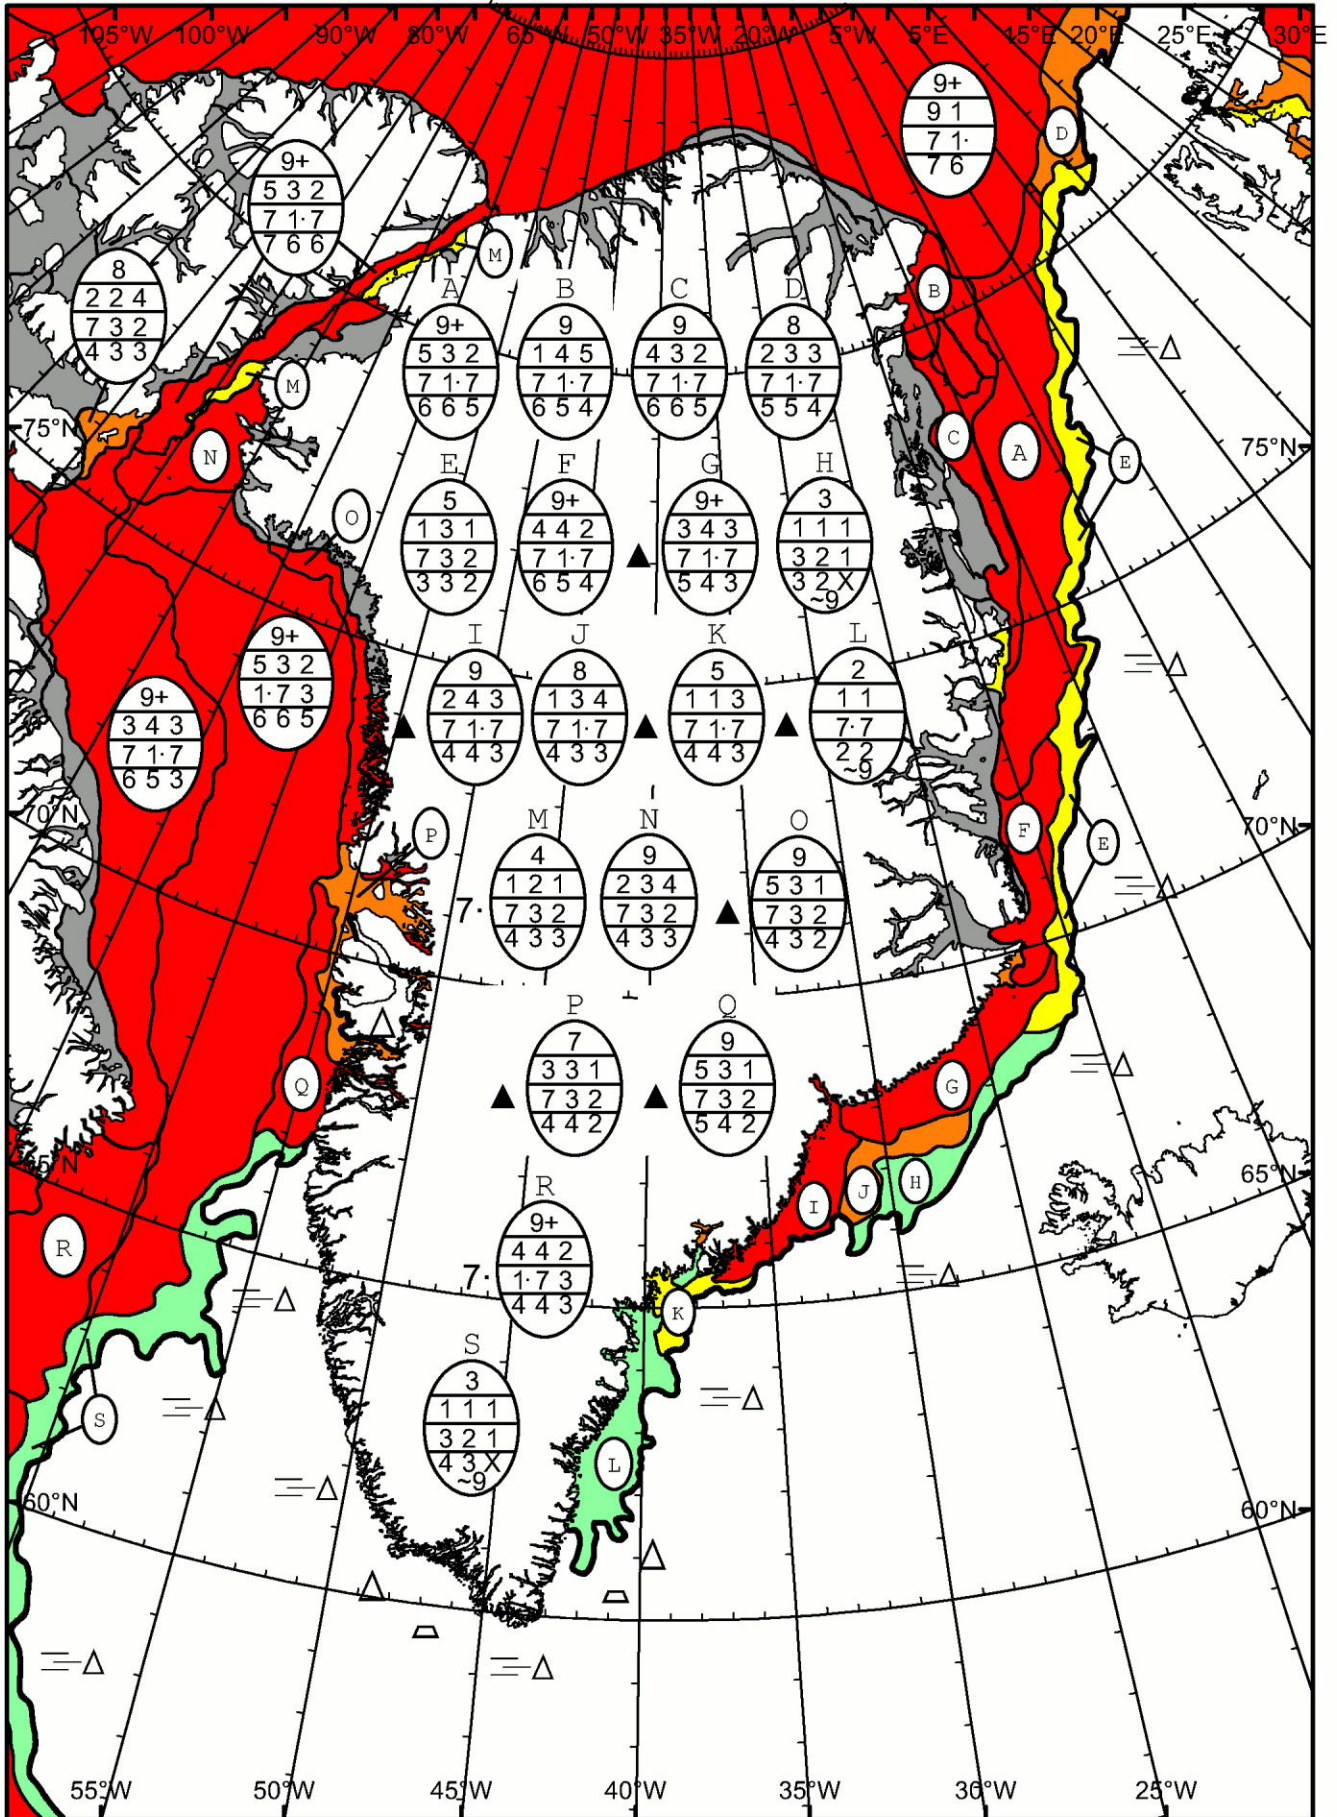 105°W 100°W 90°W 80°W 65°W 50°W 35°W 20°W 5°W 5°E 15°E 20°E 25°E 30°E
9+
9 1
7 1·
7 6
D
9+
5 3 2
7 1·7
7 6 6
M
8
2 2 4
7 3 2
4 3 3
B
A B C D
9+ 9 9 8
5 3 2 1 4 5 4 3 2 2 3 3
7 1·7 7 1·7 7 1·7 7 1·7
6 6 5 6 5 4 6 6 5 5 5 4
M
75°N 75°N
N C A E
O
E F G H
5 9+ 9+ 3
1 3 1 4 4 2 3 4 3 1 1 1
7 3 2 7 1·7 7 1·7 3 2 1
3 3 2 6 5 4 5 4 3 3 2 X
~9
9+
5 3 2
1·7 3
6 6 5
9+
3 4 3
7 1·7
6 5 3
I J K L
9 8 5 2
2 4 3 1 3 4 1 1 3 1 1
7 1·7 7 1·7 7 1·7 7·7
4 4 3 4 3 3 4 4 3 2 2
~9
70°N 70°N
P F E
M N O
4 9 9
1 2 1 2 3 4 5 3 1
7· 7 3 2 7 3 2 7 3 2
4 3 3 4 3 3 4 3 2
P Q
7 9
3 3 1 5 3 1
7 3 2 7 3 2
4 4 2 5 4 2
Q G
65°N
J H I
R
R
9+
4 4 2
7· 1·7 3
4 4 3
K
S
3
1 1 1
3 2 1
4 3 X
~9
S
L
60°N 60°N
55°W 50°W 45°W 40°W 35°W 30°W 25°W